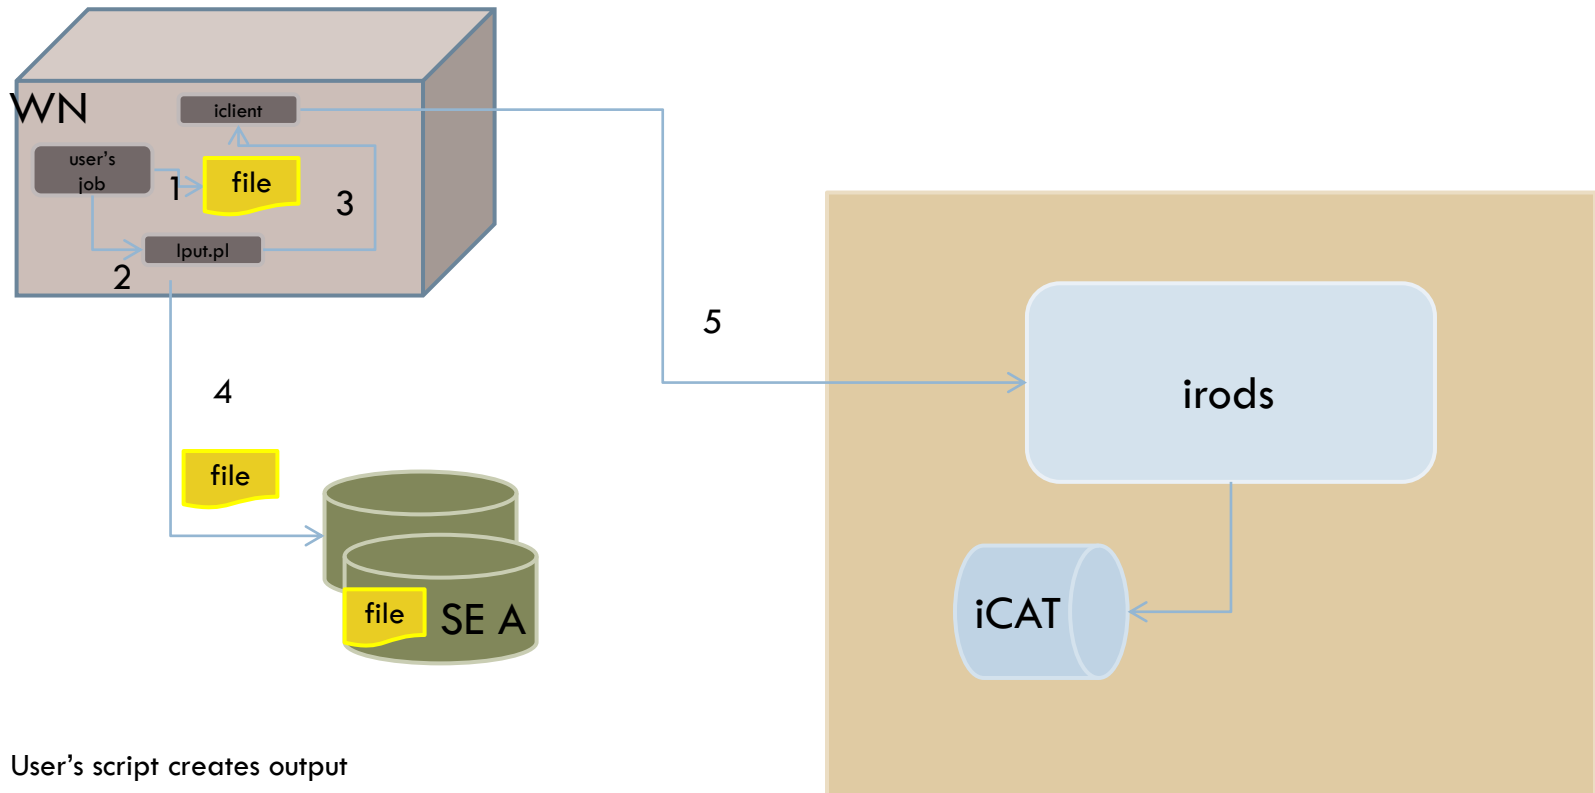 WN
iclient
user's
job
1
file
3
lput.pl
2
5
4
irods
file
iCAT
file
SE A
User’s script creates output